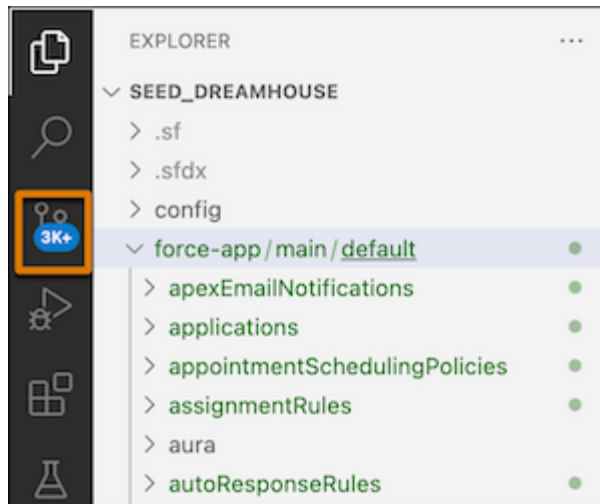 EXPLORER ...
SEED_DREAMHOUSE
.sf
.sfdx
config
3K+
force-app/main/default
apexEmailNotifications
applications
appointmentSchedulingPolicies
assignmentRules
aura
autoResponseRules